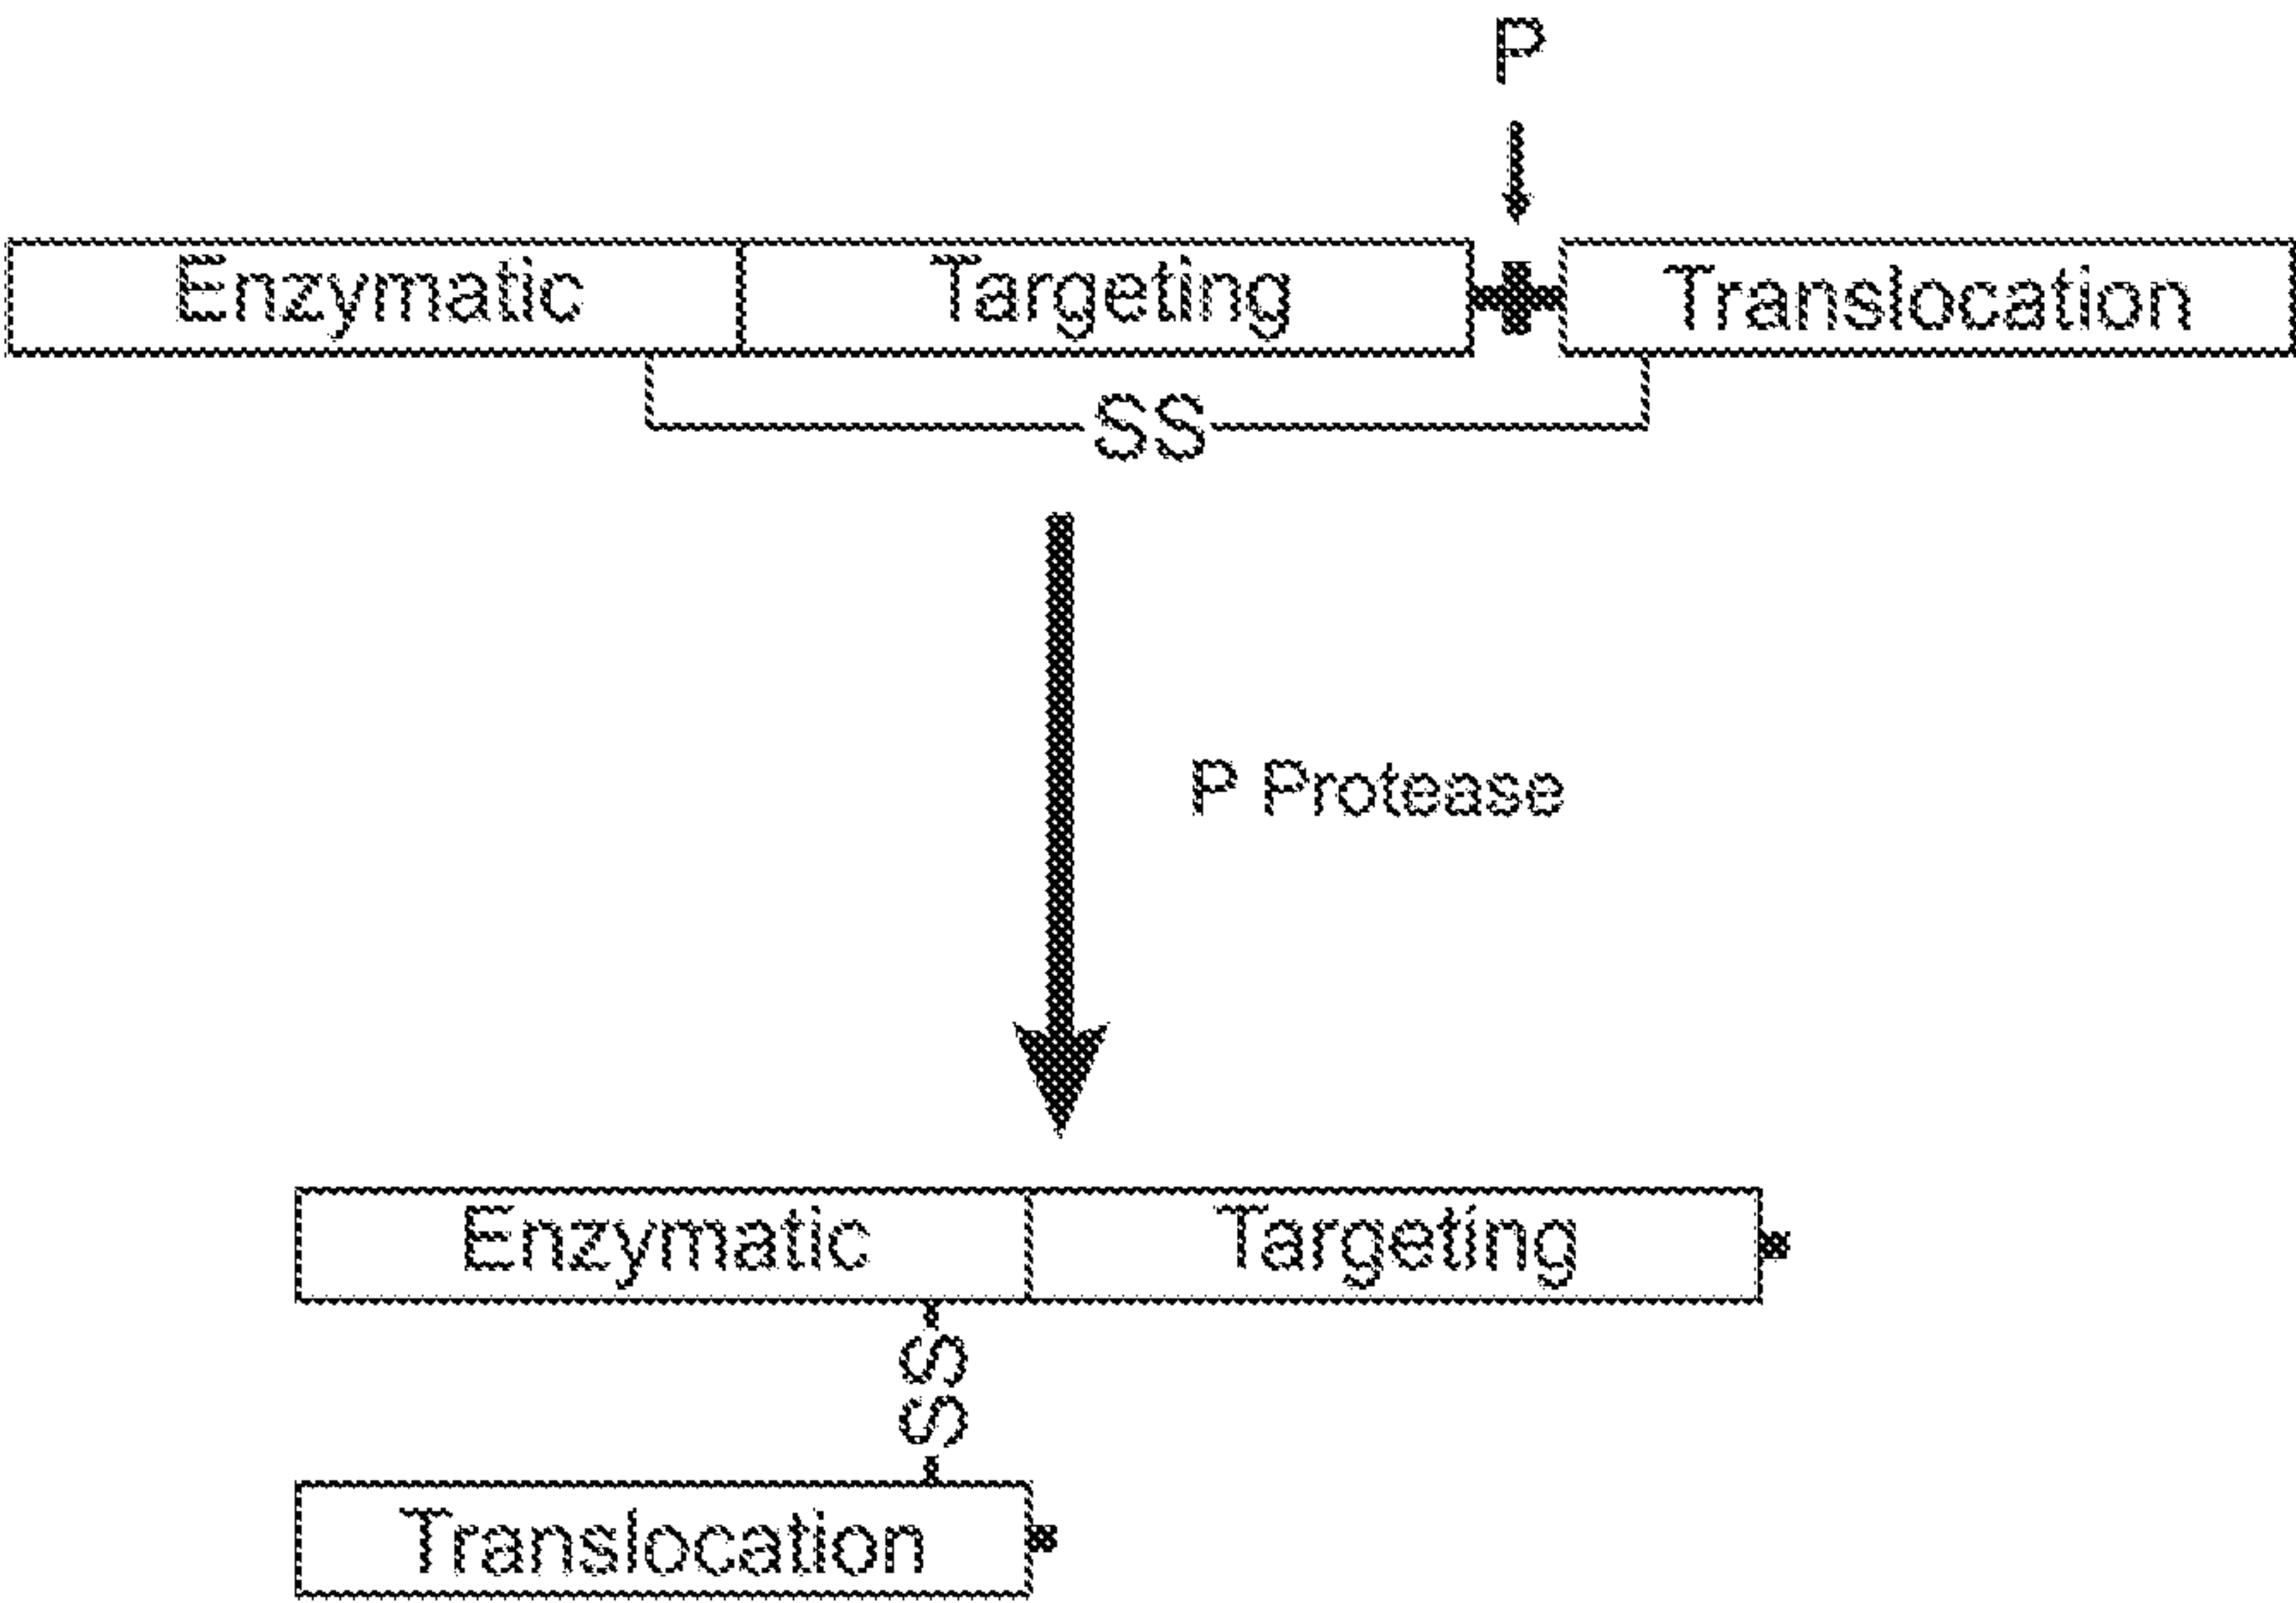 P
Enzymatic Targeting Translocation
SS
P Protease
Enzymatic Targeting
SS
Translocation